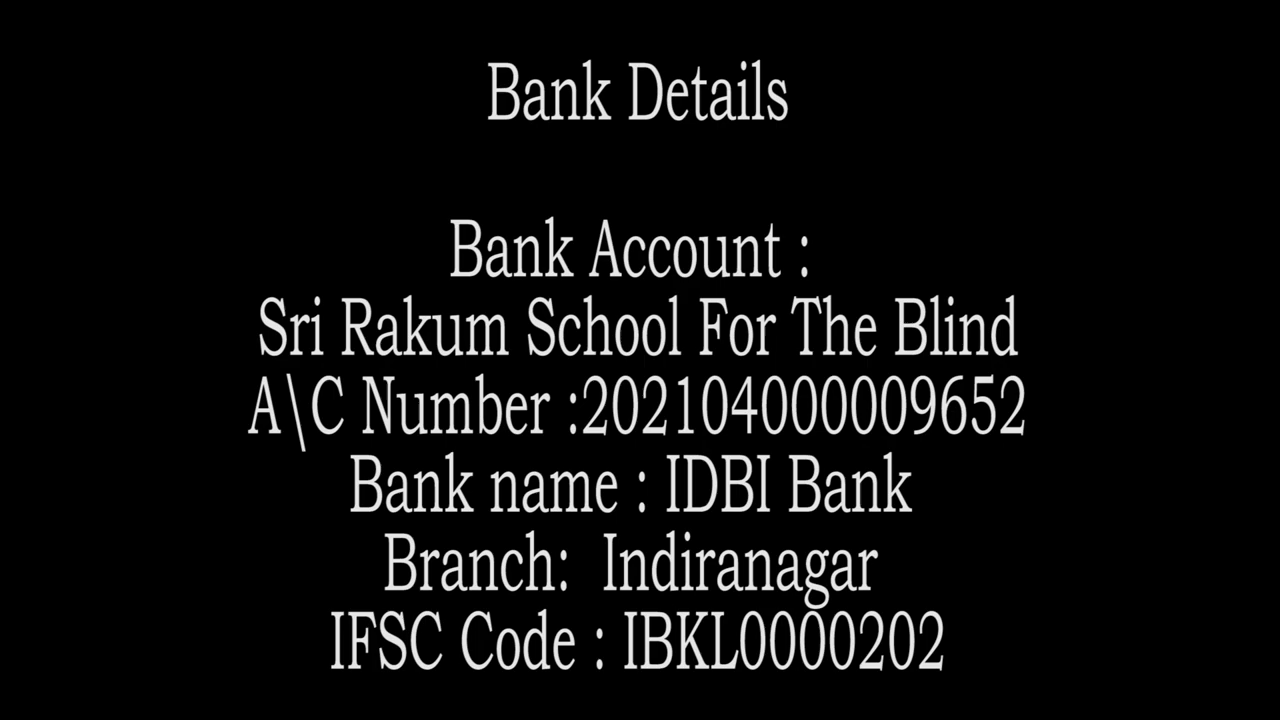 Bank Details
Bank Account :
Sri Rakum School For The Blind
A\C Number :202104000009652
Bank name : IDBI Bank
Branch: Indiranagar
IFSC Code : IBKL0000202